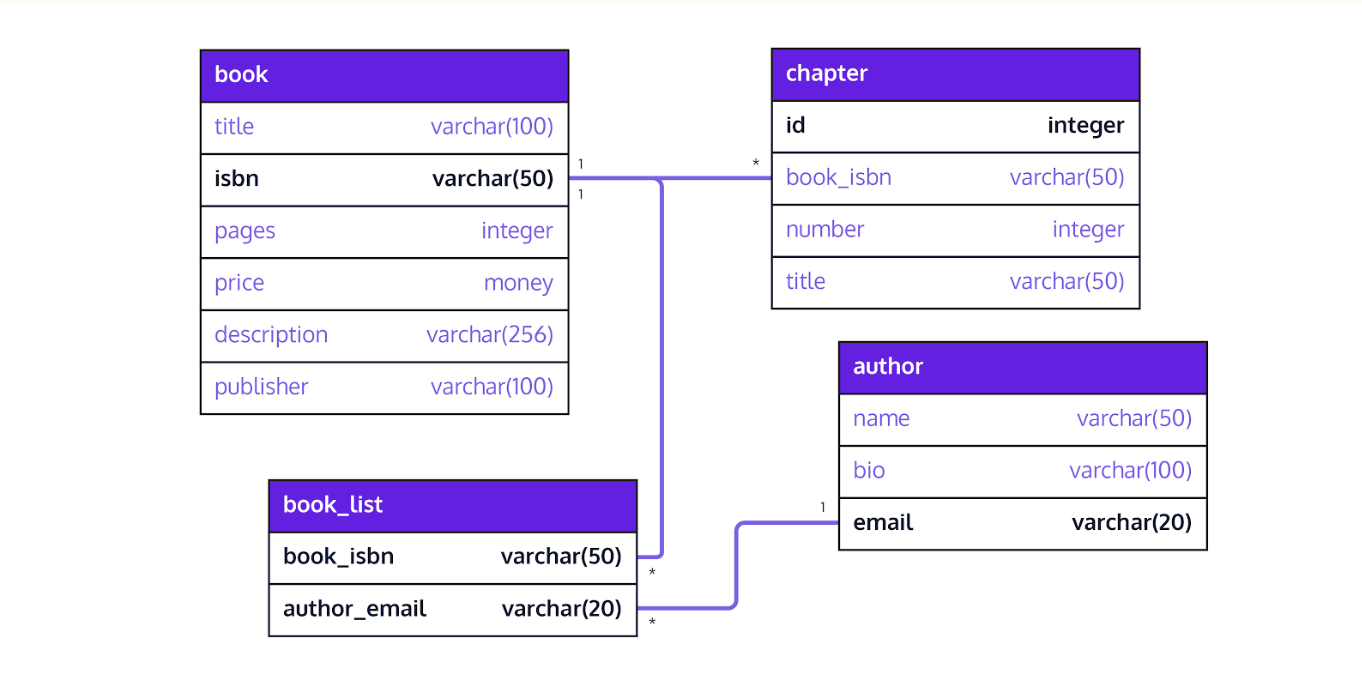 book
title varchar(100)
isbn varchar(50)
pages integer
price money
description varchar(256)
publisher varchar(100)
1
1
*
chapter
id integer
book_isbn varchar(50)
number integer
title varchar(50)
author
name varchar(50)
bio varchar(100)
email varchar(20)
1
book_list
book_isbn varchar(50)
author_email varchar(20)
*
*